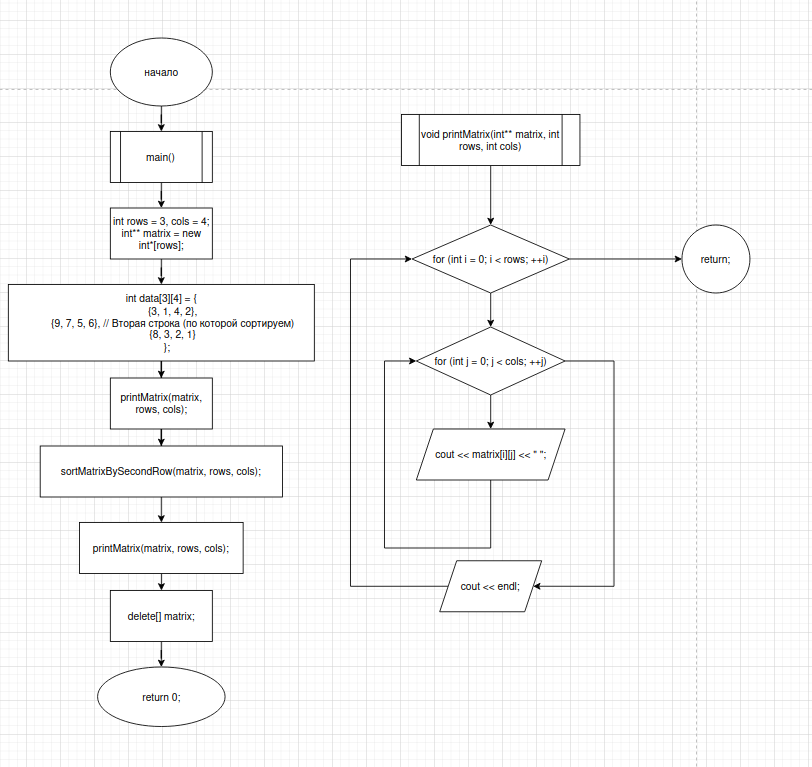 начало
main()
int rows = 3, cols = 4;
int** matrix = new
int*[rows];
int data[3][4] = {
{3, 1, 4, 2},
{9, 7, 5, 6}, // Вторая строка (по которой сортируем)
{8, 3, 2, 1}
};
printMatrix(matrix,
rows, cols);
sortMatrixBySecondRow(matrix, rows, cols);
printMatrix(matrix, rows, cols);
delete[] matrix;
return 0;
void printMatrix(int** matrix, int
rows, int cols)
for (int i = 0; i < rows; ++i)
return;
for (int j = 0; j < cols; ++j)
cout << matrix[i][j] << " ";
cout << endl;